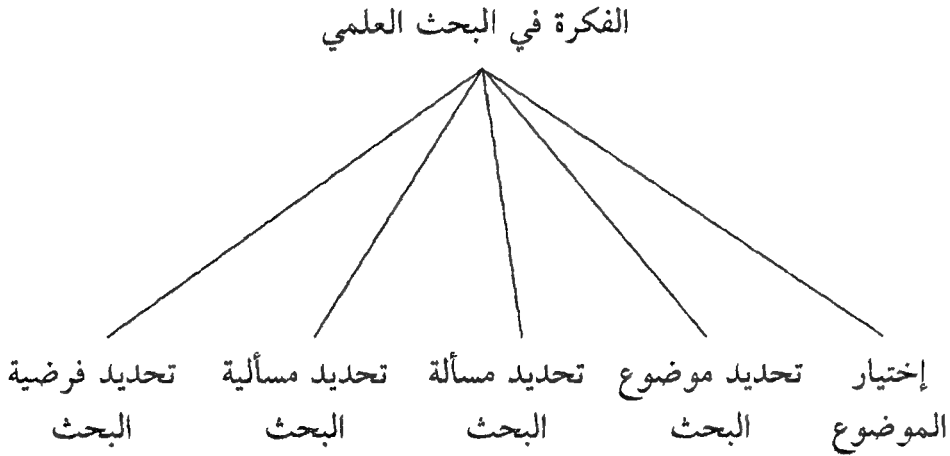 الفكرة في البحث العلمي
إختيار الموضوع
تحديد موضوع البحث
تحديد مسألة البحث
تحديد مسألية البحث
تحديد فرضية البحث